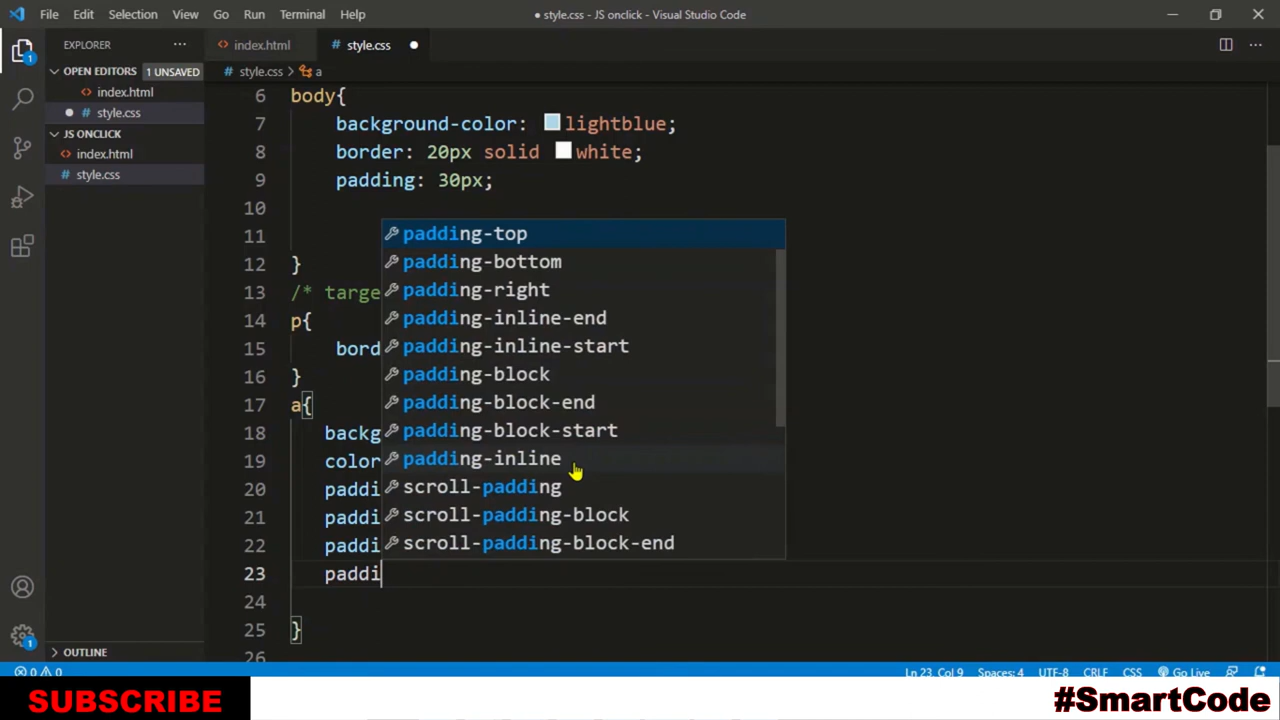 File Edit Selection View Go Run Terminal Help
● style.css - JS onclick - Visual Studio Code
EXPLORER ···
index.html style.css
OPEN EDITORS 1 UNSAVED
index.html
style.css
JS ONCLICK
index.html
style.css
OUTLINE
# style.css > a
6 body{
7 background-color: lightblue;
8 border: 20px solid white;
9 padding: 30px;
10
11
12 }
13 /* targe
14 p{
15 bord
16 }
17 a{
18 backg
19 color
20 paddi
21 paddi
22 paddi
23 paddi
24
25 }
26
padding-top
padding-bottom
padding-right
padding-inline-end
padding-inline-start
padding-block
padding-block-end
padding-block-start
padding-inline
scroll-padding
scroll-padding-block
scroll-padding-block-end
1
1
0 0 Ln 23, Col 9 Spaces: 4 UTF-8 CRLF CSS Go Live
SUBSCRIBE
#SmartCode